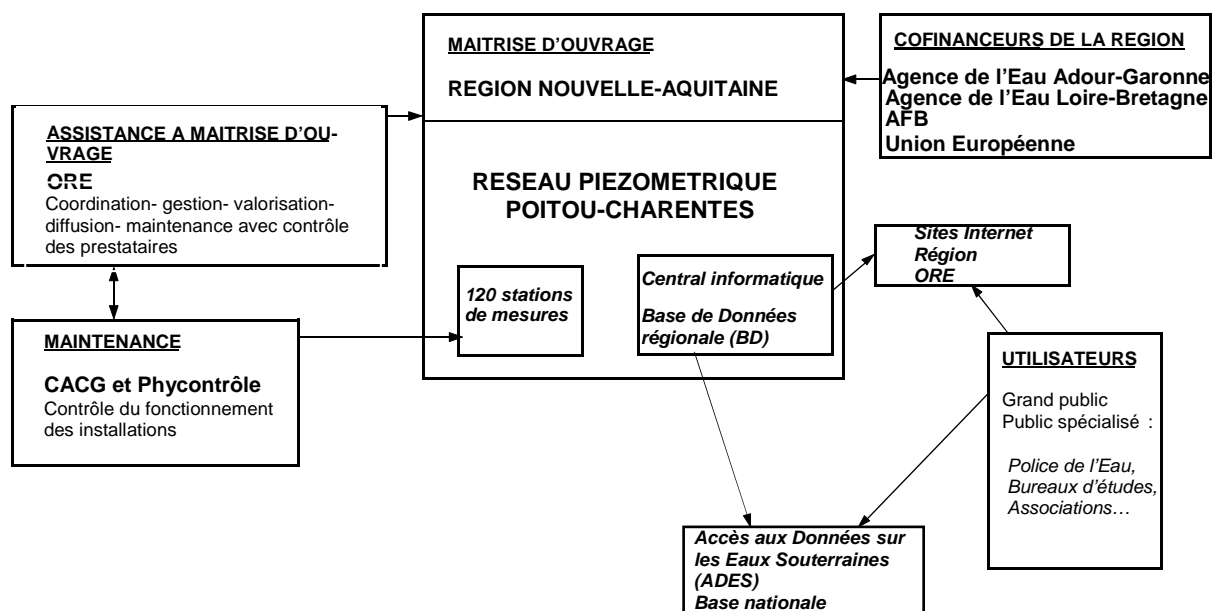 MAITRISE D'OUVRAGE
REGION NOUVELLE-AQUITAINE
COFINANCEURS DE LA REGION
Agence de l'Eau Adour-Garonne
Agence de l'Eau Loire-Bretagne
AFB
Union Européenne
ASSISTANCE A MAITRISE D'OU-
VRAGE
ORE
Coordination- gestion- valorisation-
diffusion- maintenance avec contrôle
des prestataires
RESEAU PIEZOMETRIQUE
POITOU-CHARENTES
120 stations
de mesures
Central informatique
Base de Données
régionale (BD)
Sites Internet
Région
ORE
MAINTENANCE
CACG et Phycontrôle
Contrôle du fonctionnement
des installations
UTILISATEURS
Grand public
Public spécialisé :
Police de l'Eau,
Bureaux d'études,
Associations…
Accès aux Données sur
les Eaux Souterraines
(ADES)
Base nationale